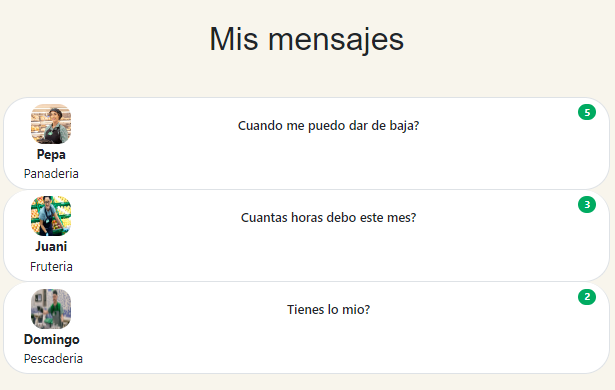 Mis mensajes
Cuando me puedo dar de baja?
5
Pepa
Panaderia
Cuantas horas debo este mes?
3
Juani
Fruteria
Tienes lo mio?
2
Domingo
Pescaderia